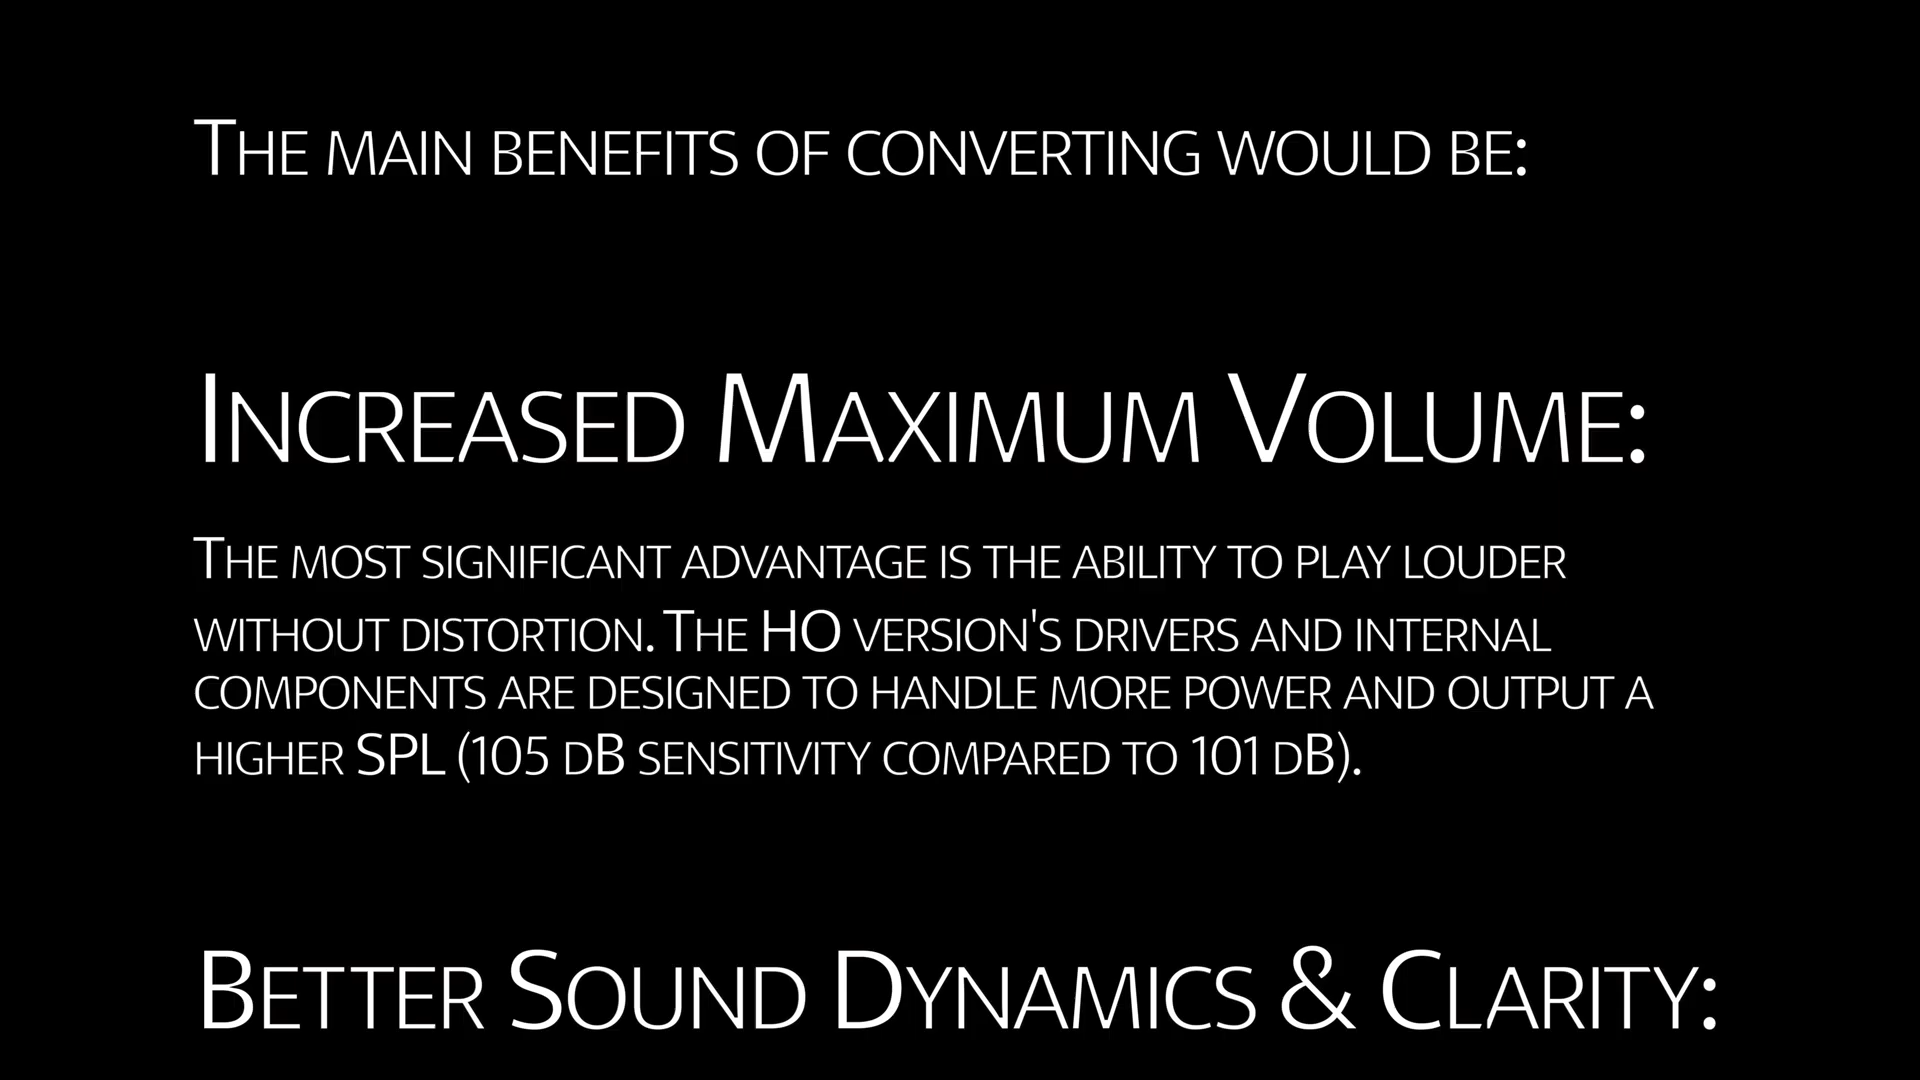 The main benefits of converting would be:
Increased Maximum Volume:
The most significant advantage is the ability to play louder
without distortion. The HO version's drivers and internal
components are designed to handle more power and output a
higher SPL (105 dB sensitivity compared to 101 dB).
Better Sound Dynamics & Clarity: